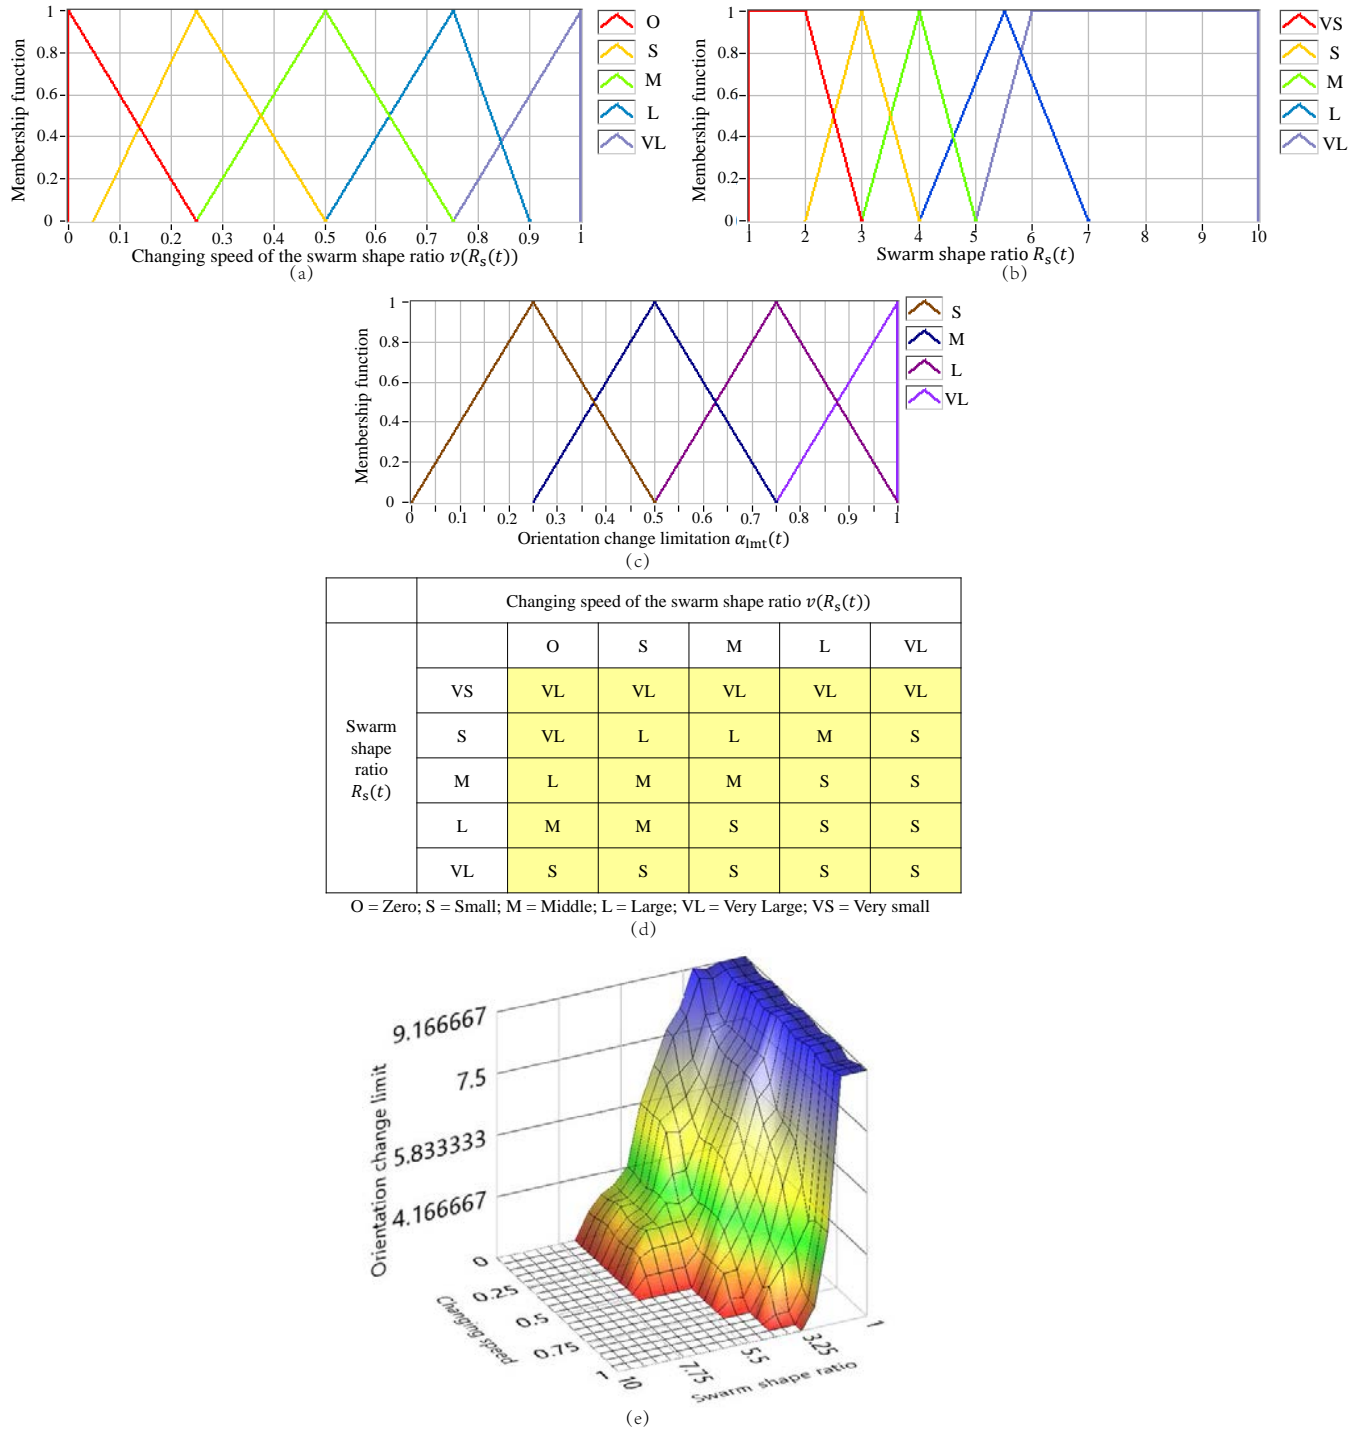 Membership function
1
0.8
0.6
0.4
0.2
0
0 0.1 0.2 0.3 0.4 0.5 0.6 0.7 0.8 0.9 1
Changing speed of the swarm shape ratio v(Rₛ(t))
(a)
O
S
M
L
VL
Membership function
1
0.8
0.6
0.4
0.2
0
1 2 3 4 5 6 7 8 9 10
Swarm shape ratio Rₛ(t)
(b)
VS
S
M
L
VL
Membership function
1
0.8
0.6
0.4
0.2
0
0 0.1 0.2 0.3 0.4 0.5 0.6 0.7 0.8 0.9 1
Orientation change limitation α_lmt(t)
(c)
S
M
L
VL
Changing speed of the swarm shape ratio v(Rₛ(t))
O S M L VL
Swarm
shape
ratio
Rₛ(t)
VS VL VL VL VL VL
S VL L L M S
M L M M S S
L M M S S S
VL S S S S S
O = Zero; S = Small; M = Middle; L = Large; VL = Very Large; VS = Very small
(d)
Orientation change limit
9.166667
7.5
5.833333
4.166667
0
0.25
0.5
0.75
1
Changing speed
10
7.75
5.5
3.25
1
Swarm shape ratio
(e)